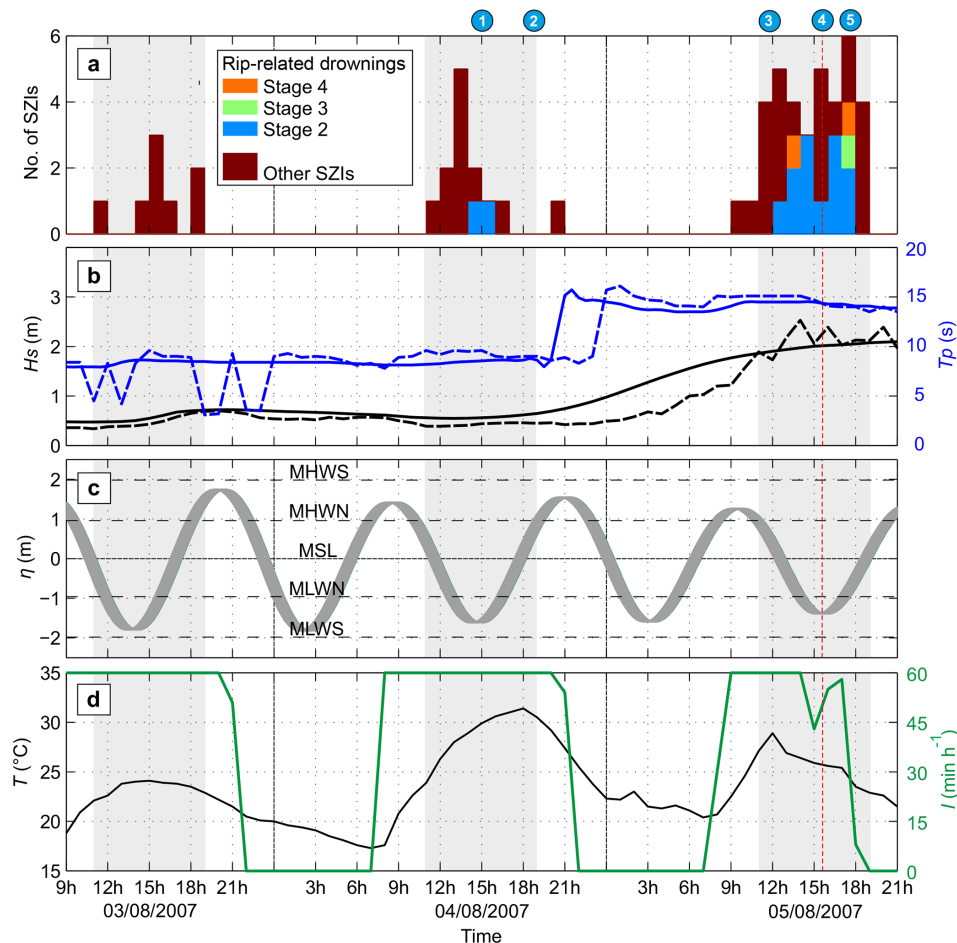 1 2 3 4 5
a
No. of SZIs
6
4
2
0
Rip-related drownings
Stage 4
Stage 3
Stage 2
Other SZIs
b
Hs (m)
3
2
1
0
20
15
10
5
0
Tp (s)
c
η (m)
2
1
0
−1
−2
MHWS
MHWN
MSL
MLWN
MLWS
d
T (°C)
35
30
25
20
15
60
45
30
15
0
I (min h⁻¹)
9h 12h 15h 18h 21h 3h 6h 9h 12h 15h 18h 21h 3h 6h 9h 12h 15h 18h 21h
03/08/2007 04/08/2007 05/08/2007
Time